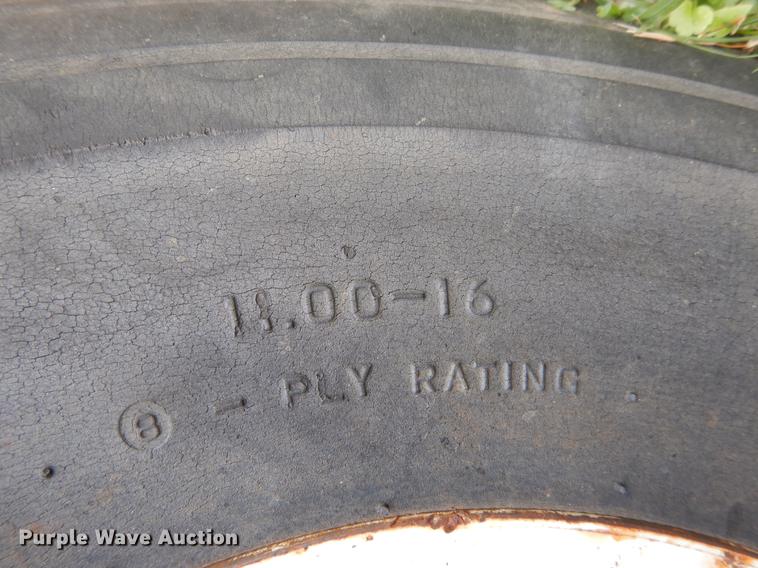 11.00-16
8 - PLY RATING
Purple Wave Auction